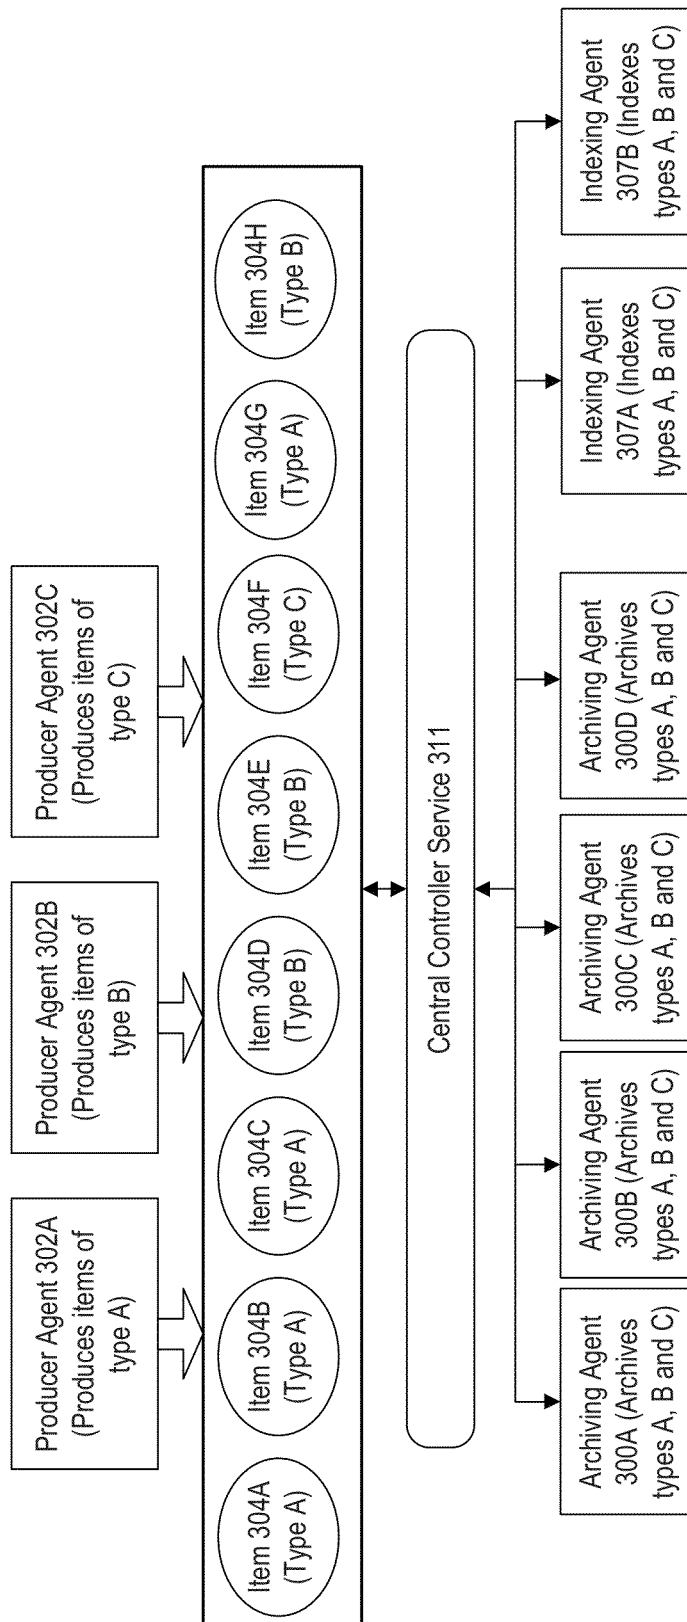 Producer Agent 302A
(Produces items of
type A)
Producer Agent 302B
(Produces items of
type B)
Producer Agent 302C
(Produces items of
type C)
Item 304A
(Type A)
Item 304B
(Type A)
Item 304C
(Type A)
Item 304D
(Type B)
Item 304E
(Type B)
Item 304F
(Type C)
Item 304G
(Type A)
Item 304H
(Type B)
Central Controller Service 311
Archiving Agent
300A (Archives
types A, B and C)
Archiving Agent
300B (Archives
types A, B and C)
Archiving Agent
300C (Archives
types A, B and C)
Archiving Agent
300D (Archives
types A, B and C)
Indexing Agent
307A (Indexes
types A, B and C)
Indexing Agent
307B (Indexes
types A, B and C)